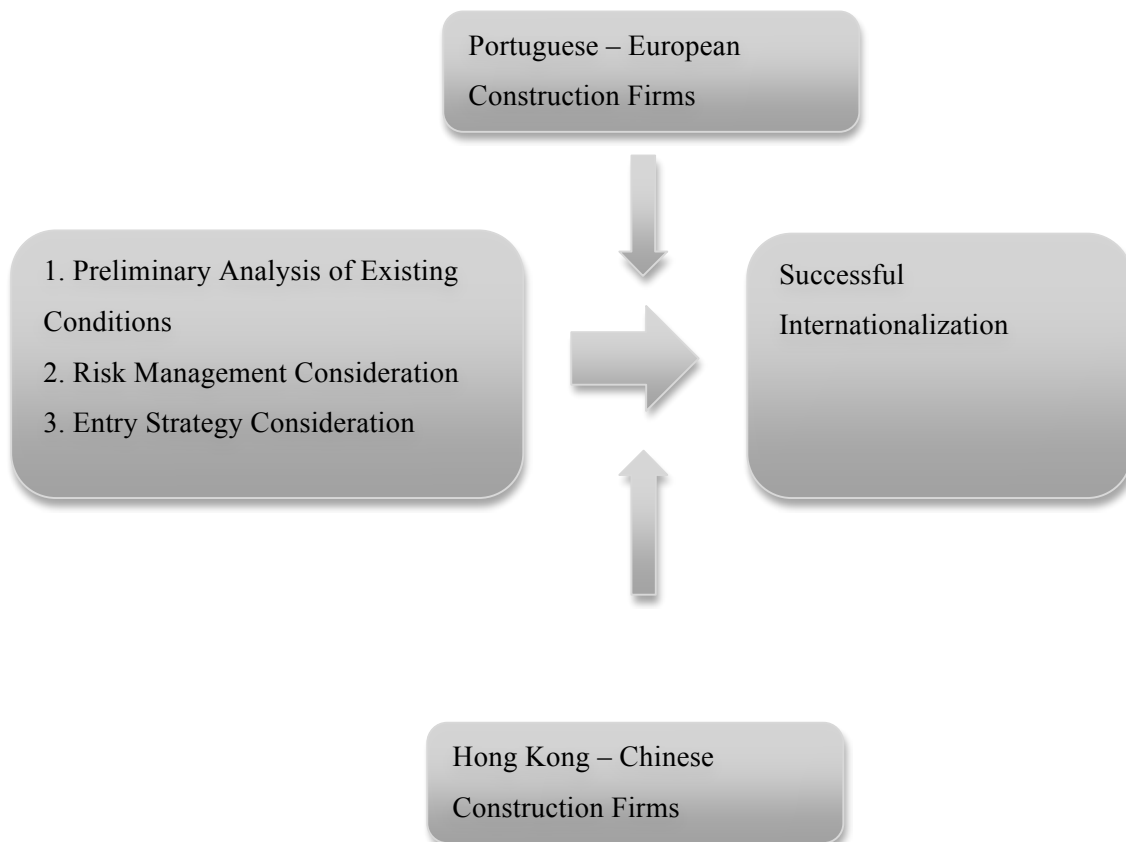 Portuguese – European
Construction Firms
1. Preliminary Analysis of Existing
Conditions
2. Risk Management Consideration
3. Entry Strategy Consideration
Successful
Internationalization
Hong Kong – Chinese
Construction Firms